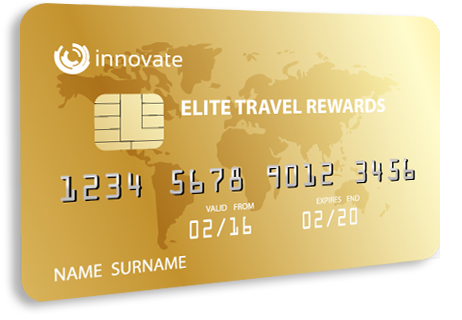 innovate
ELITE TRAVEL REWARDS
1234 5678 9012 3456
VALID FROM EXPIRES END
02/16 02/20
NAME SURNAME